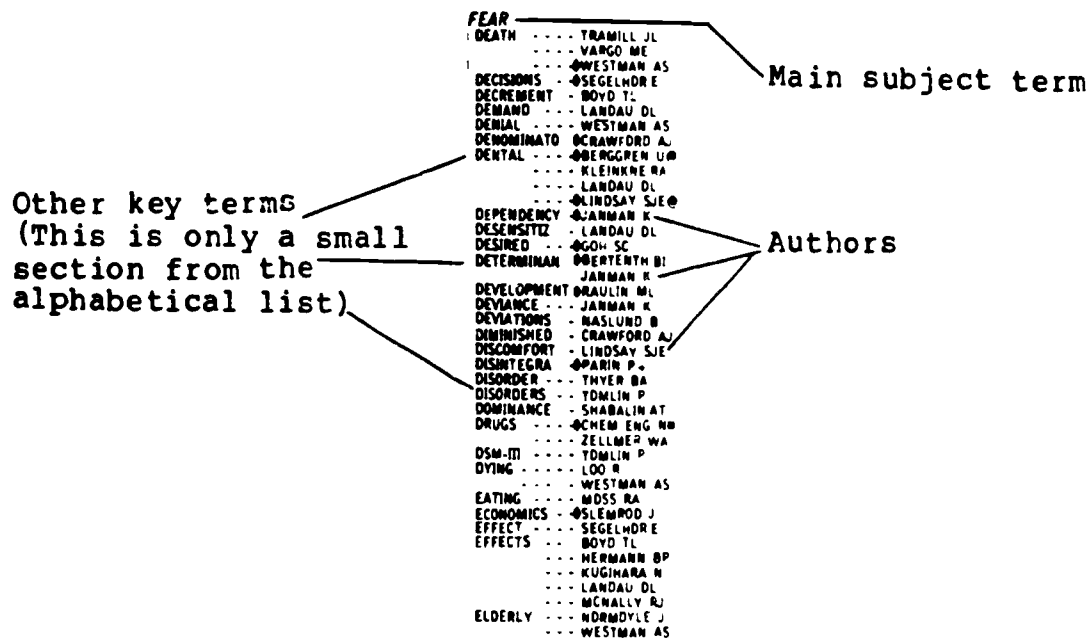 FEAR
DEATH - - - - TRAMILL JL
- - - - VARGO ME
- - - - ●WESTMAN AS
Main subject term
DECISIONS - ●SEGELHDRE
DECREMENT - BOYD TL
DEMAND - - - LANDAU DL
DENIAL - - - - WESTMAN AS
DENOMINATO ●CRAWFORD AJ
DENTAL - - - ●BERGGREN U@
- - - - KLEINKNE RA
- - - - LANDAU DL
- - - ●LINDSAY SJE@
Other key terms
(This is only a small
section from the
alphabetical list)
DEPENDENCY ●JANMAN K
DESENSITIZ - LANDAU DL
DESIRED - - ●GOH SC
DETERMINAN ●BERTENTH BI
JANMAN K
Authors
DEVELOPMENT ●RAULIN ML
DEVIANCE - - JANMAN K
DEVIATIONS - NASLUND B
DIMINISHED - CRAWFORD AJ
DISCOMFORT - LINDSAY SJE
DISINTEGRA ●PARIN P
DISORDER - - - THYER BA
DISORDERS - - TOMLIN P
DOMINANCE - SHABALIN AT
DRUGS - - - - ●CHEM ENG N
- - - - ZELLMER WA
DSM-III - - - TOMLIN P
DYING - - - - LOO R
- - - - WESTMAN AS
EATING - - - - MOSS RA
ECONOMICS - ●SLEMROD J
EFFECT - - - - SEGELHDRE
EFFECTS - - - BOYD TL
- - - HERMANN BP
- - - KUGIHARA N
- - - LANDAU DL
- - - MCNALLY RJ
ELDERLY - - - NORMOYLE J
- - - WESTMAN AS